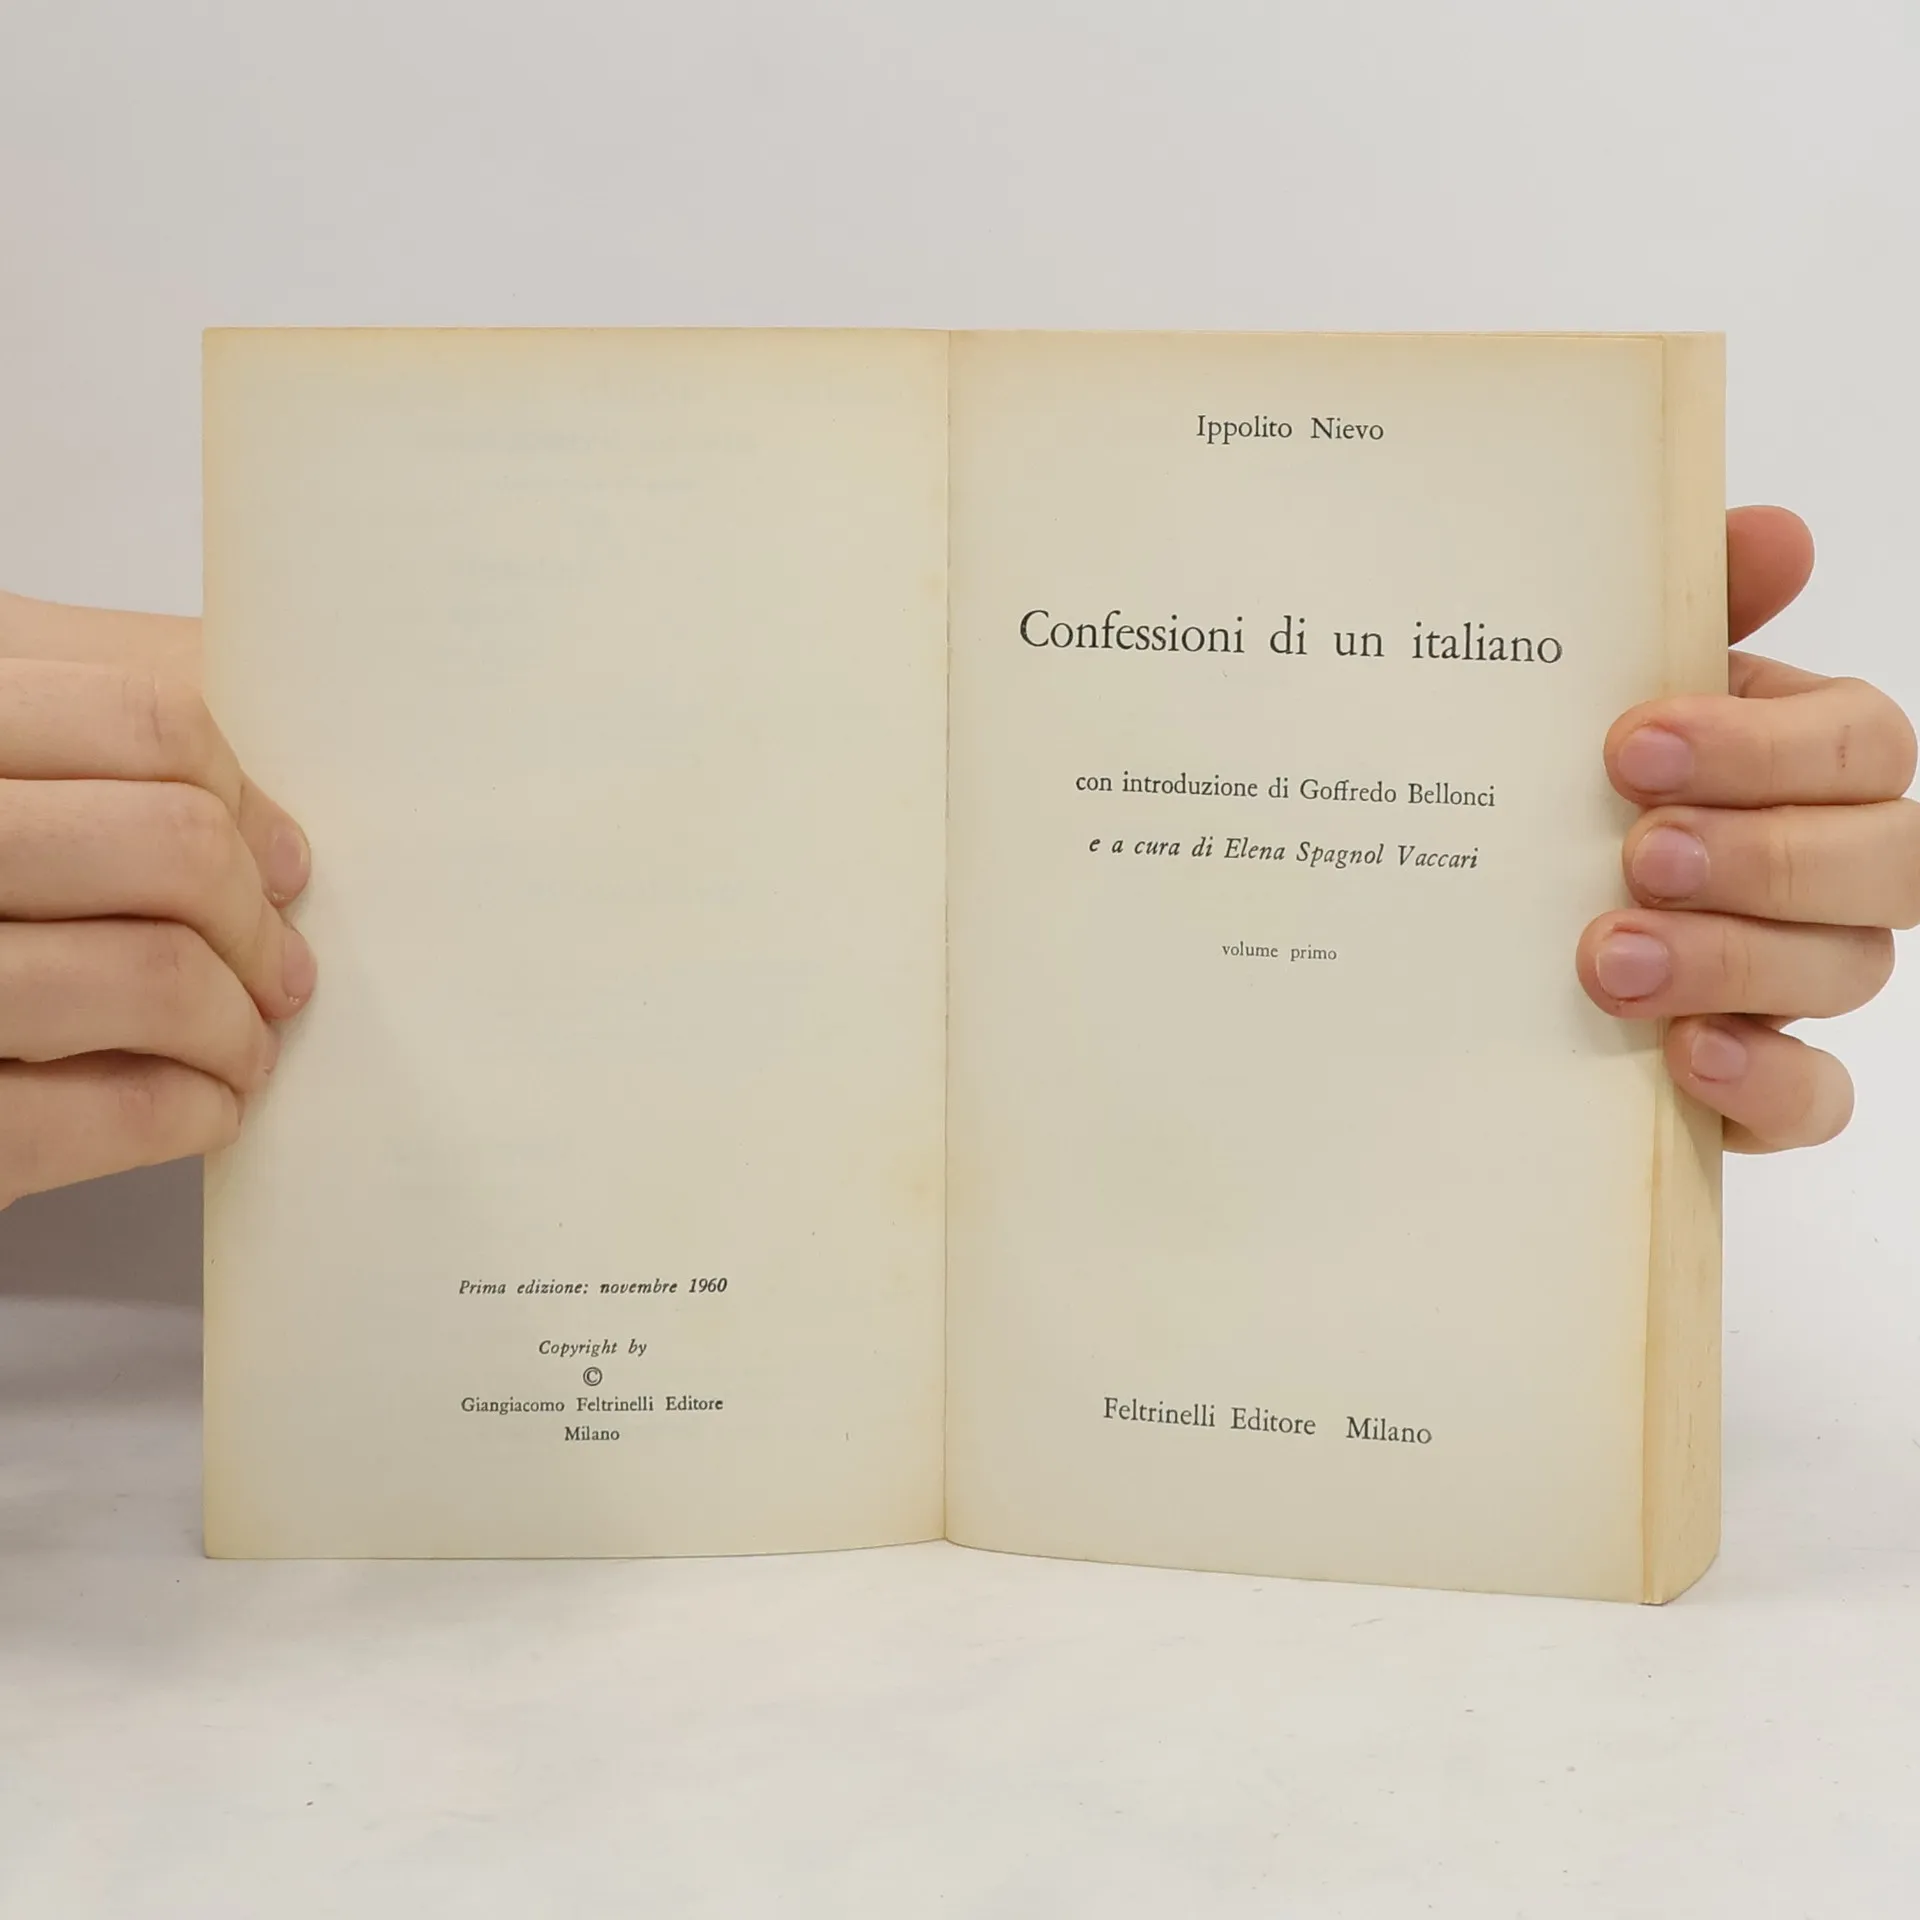 Prima edizione: novembre 1960
Copyright by
©
Giangiacomo Feltrinelli Editore
Milano
Ippolito Nievo
Confessioni di un italiano
con introduzione di Goffredo Bellonci
e a cura di Elena Spagnol Vaccari
volume primo
Feltrinelli Editore Milano